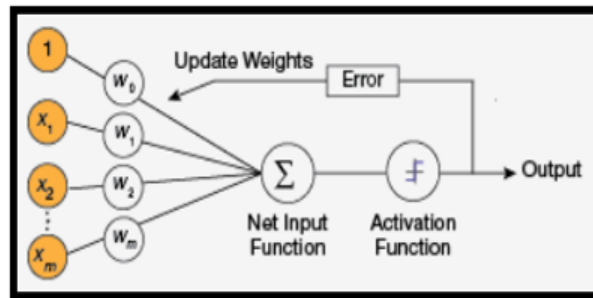 1
W0
Update Weights
Error
X1
W1
X2
W2
Σ
Output
Net Input
Function
Activation
Function
Xm
Wm